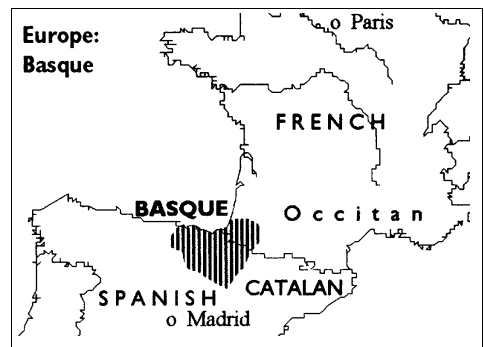 Europe:
Basque
o Paris
FRENCH
BASQUE
Occitan
CATALAN
SPANISH
o Madrid